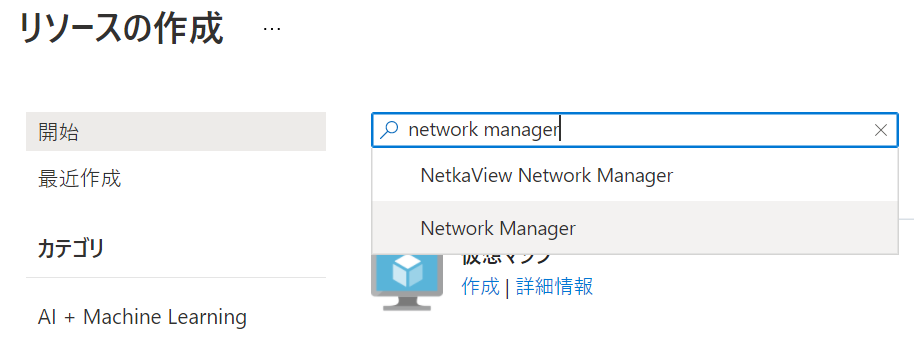 リソースの作成 …
開始
最近作成
カテゴリ
AI + Machine Learning
network manager
NetkaView Network Manager
Network Manager
作成 | 詳細情報